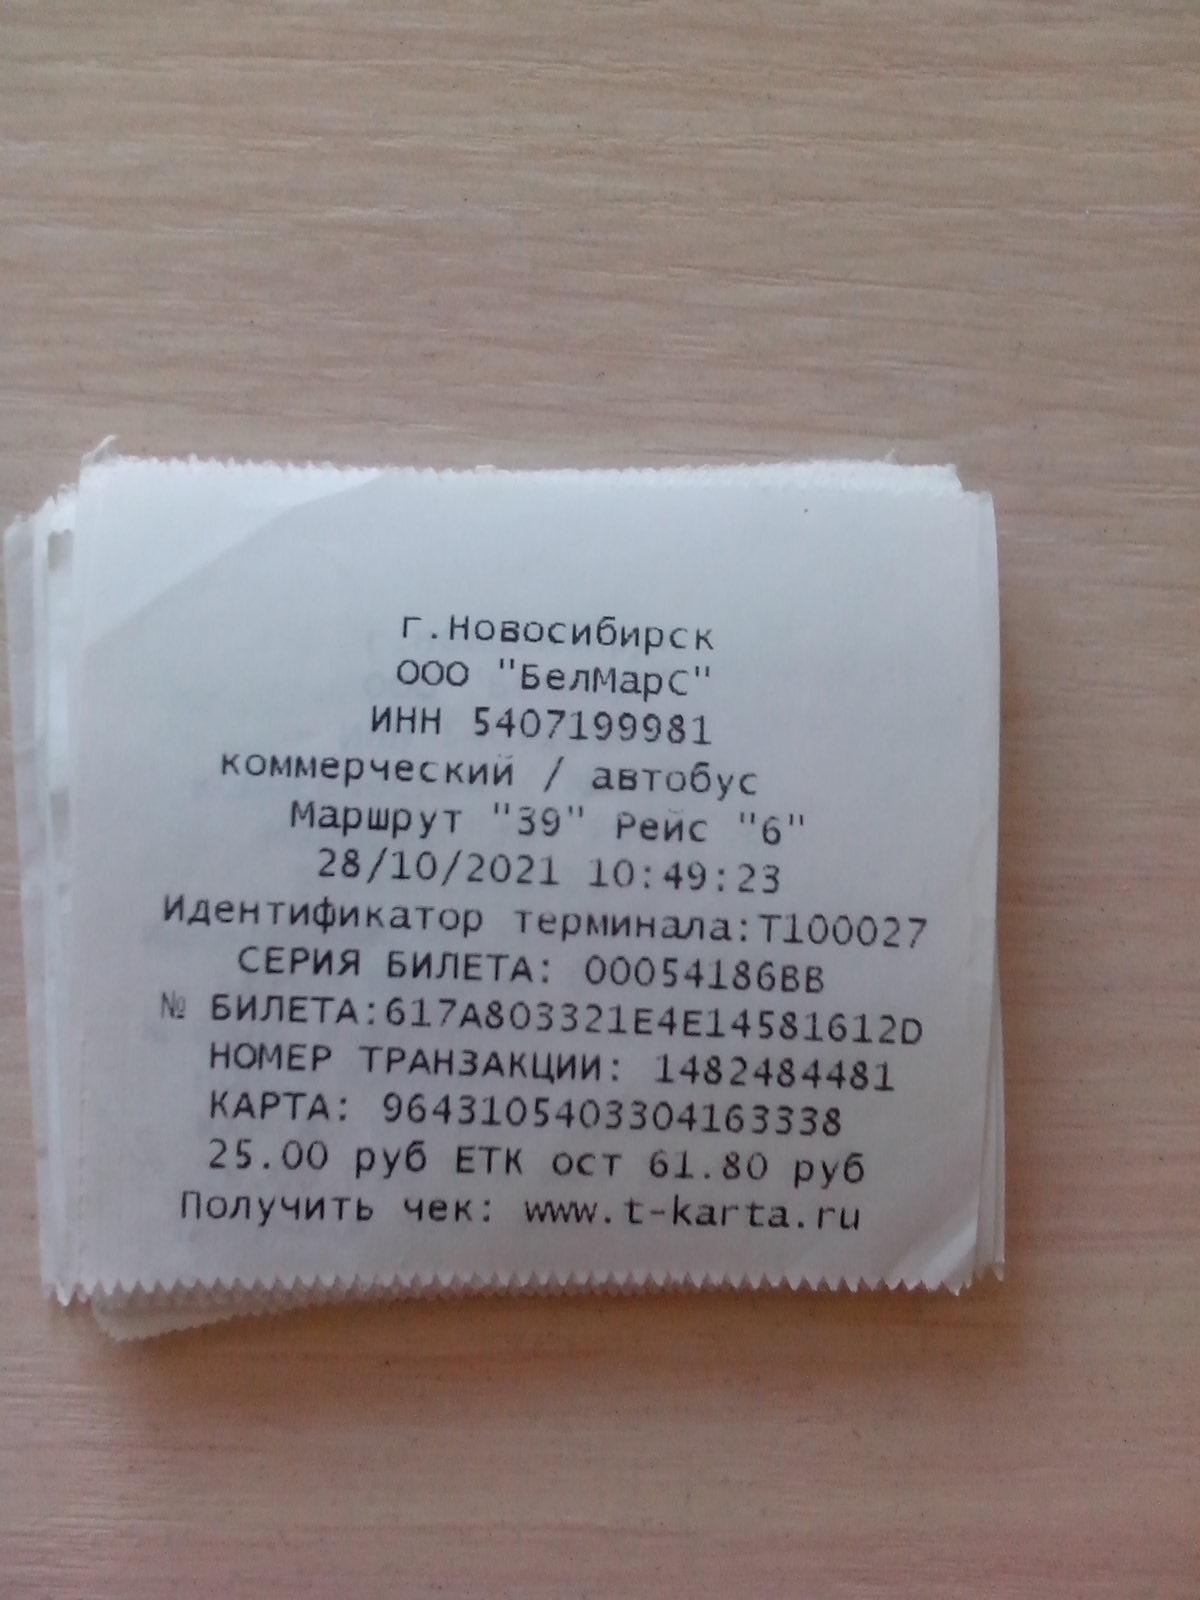 г.Новосибирск
ООО "БелМарС"
ИНН 5407199981
коммерческий / автобус
Маршрут "39" Рейс "6"
28/10/2021 10:49:23
Идентификатор терминала:Т100027
СЕРИЯ БИЛЕТА: 00054186BB
№ БИЛЕТА:617A803321E4E14581612D
НОМЕР ТРАНЗАКЦИИ: 1482484481
КАРТА: 9643105403304163338
25.00 руб ЕТК ост 61.80 руб
Получить чек: www.t-karta.ru